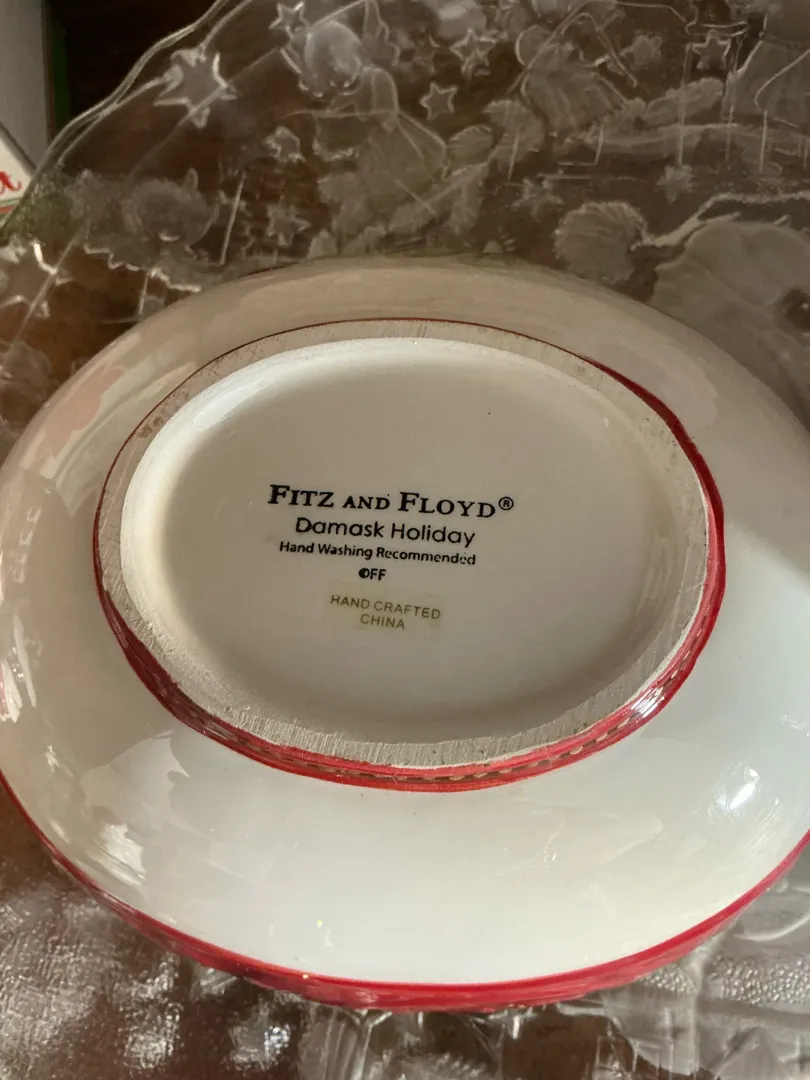 FITZ AND FLOYD®
Damask Holiday
Hand Washing Recommended
©FF
HAND CRAFTED
CHINA